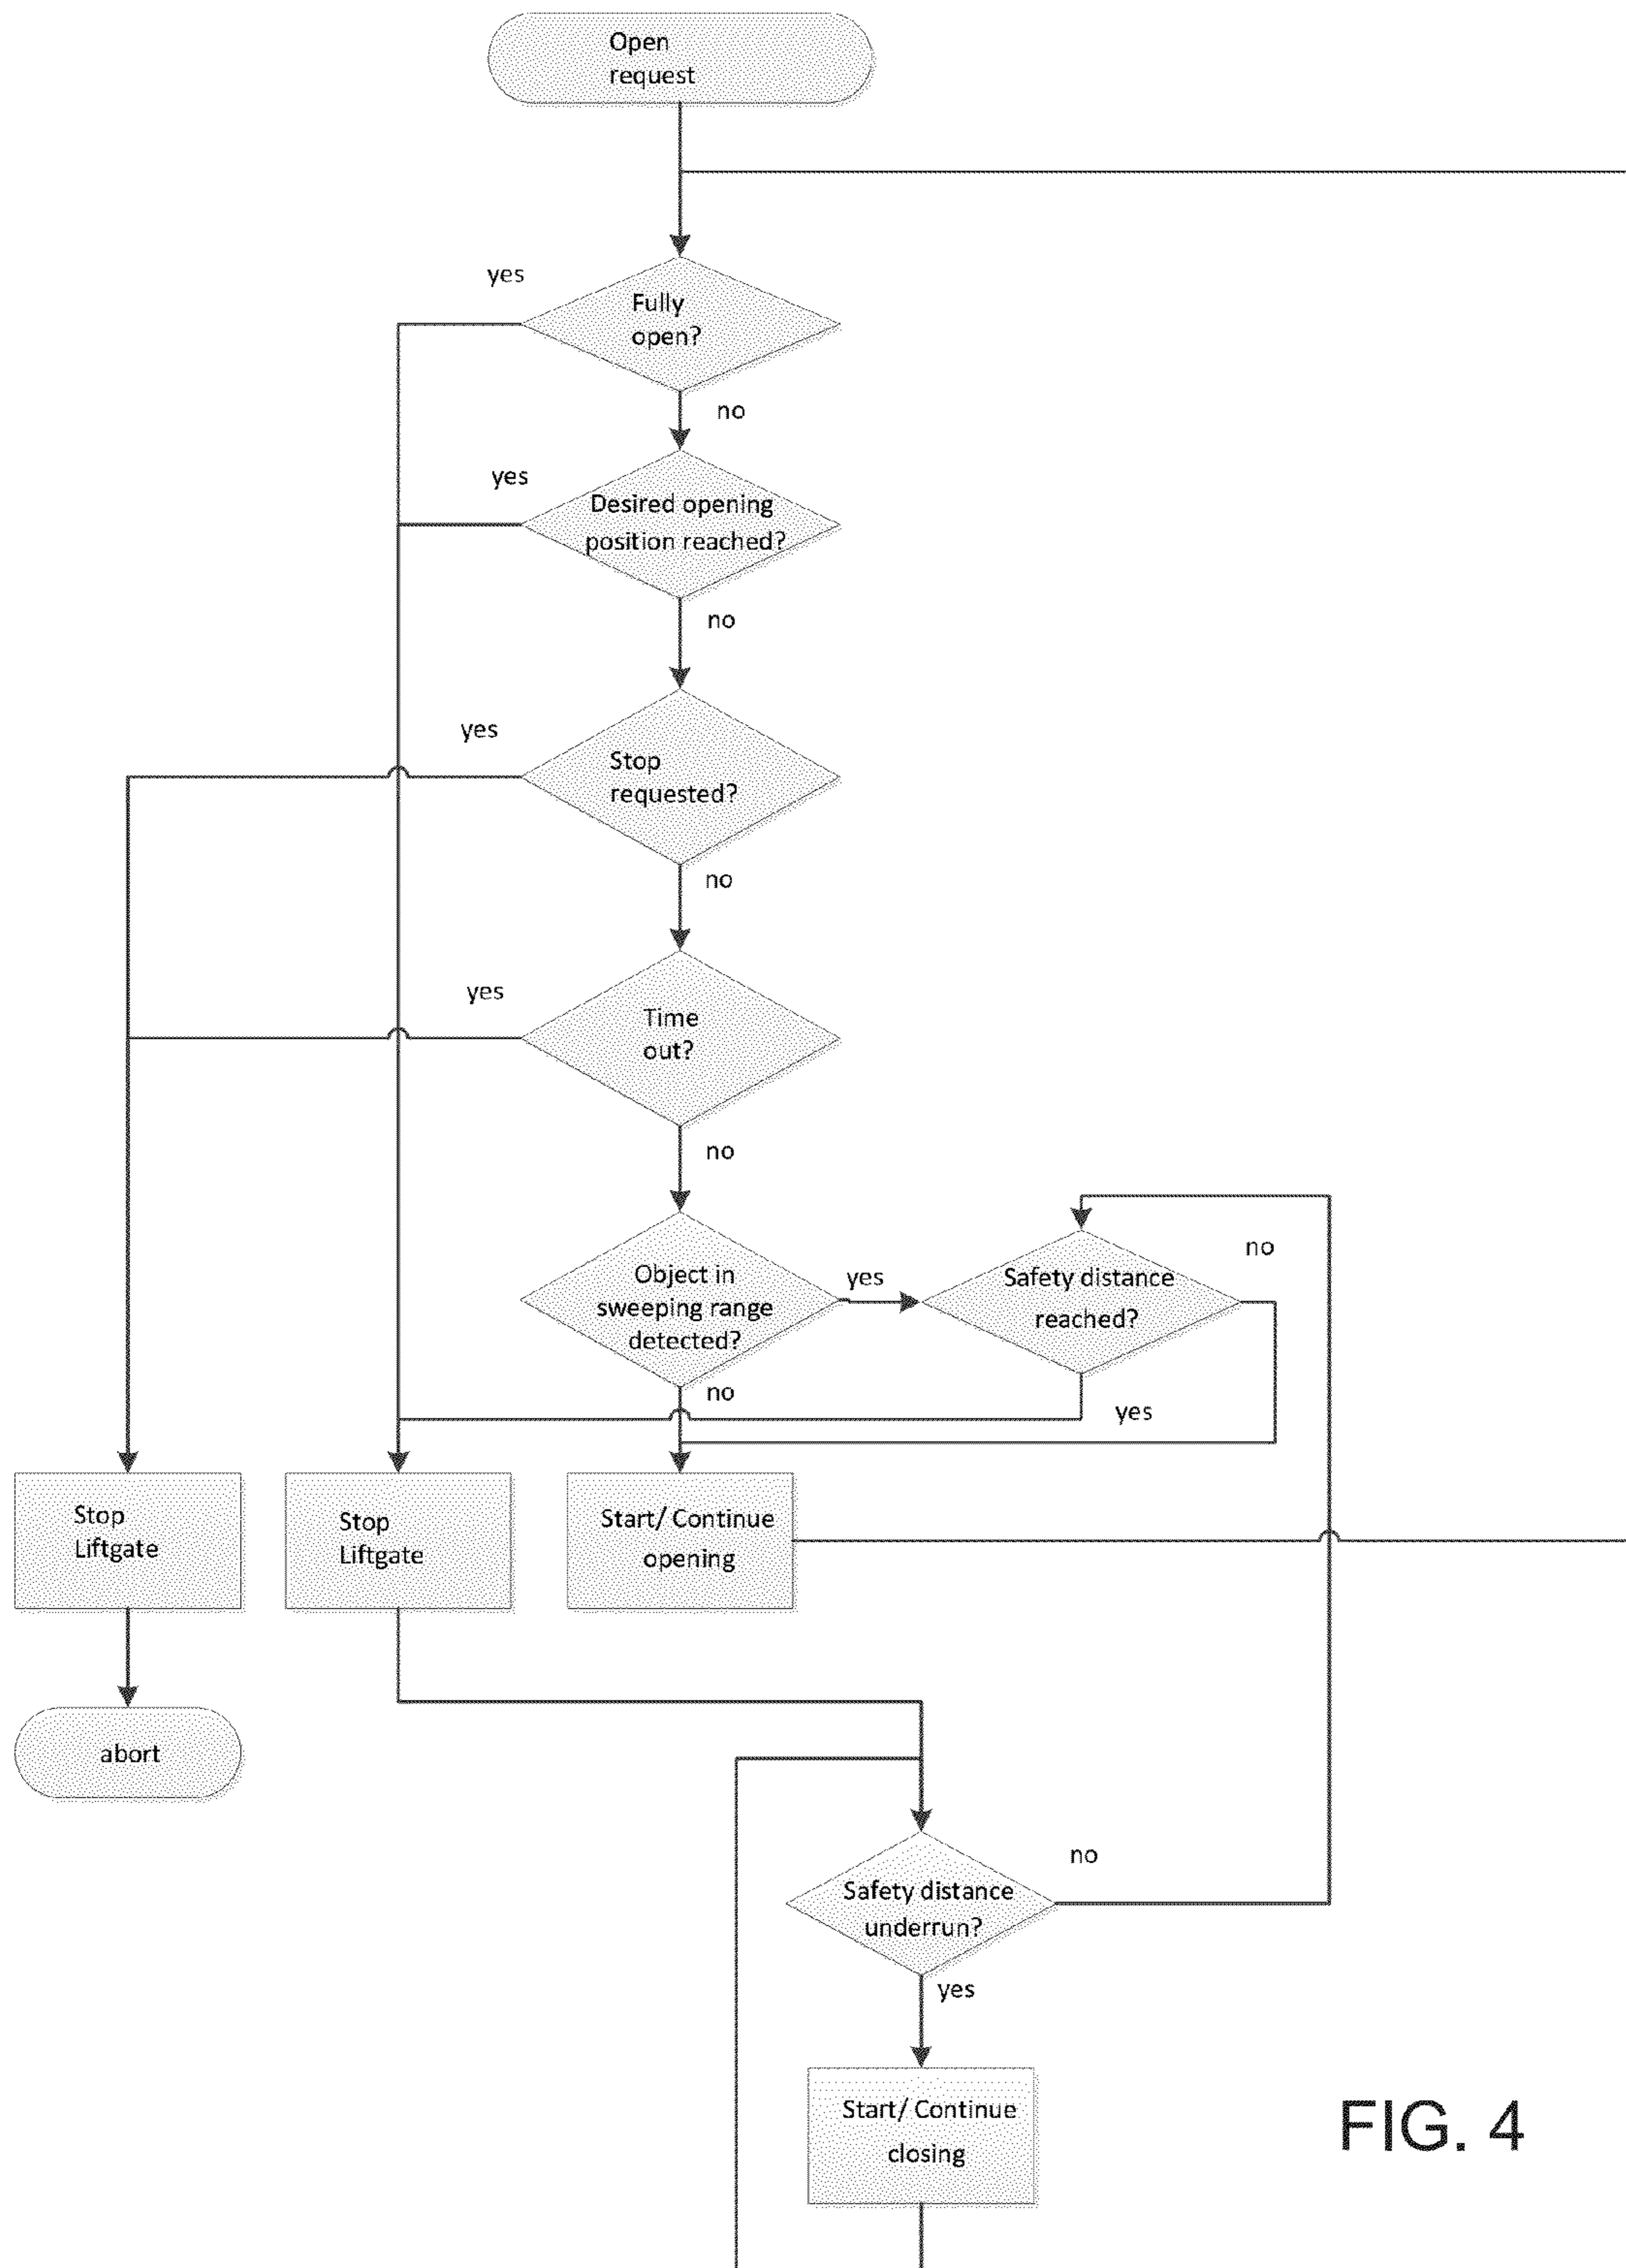 Open
request
yes
Fully
open?
no
yes
Desired opening
position reached?
no
yes
Stop
requested?
no
yes
Time
out?
no
Object in
sweeping range
detected?
yes
Safety distance
reached?
no
no
yes
Stop
Liftgate
Stop
Liftgate
Start/ Continue
opening
abort
Safety distance
underrun?
no
yes
Start/ Continue
closing
FIG. 4